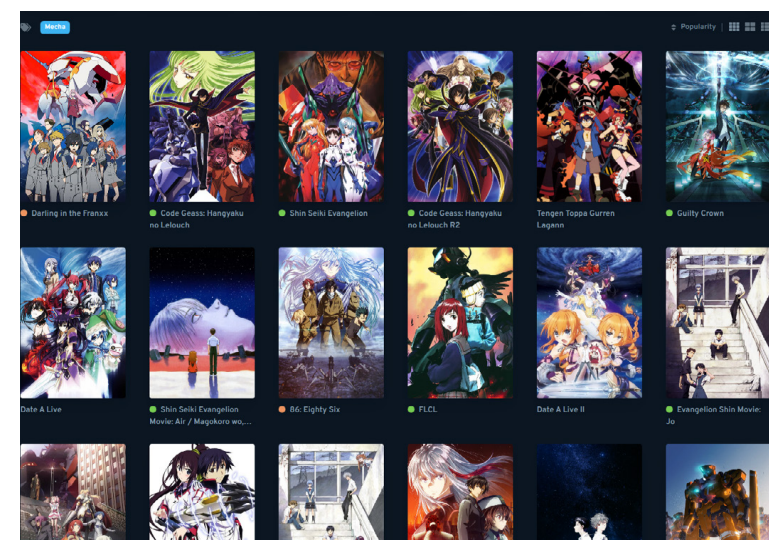 Mecha
Popularity
Darling in the Franxx
Code Geass: Hangyaku
no Lelouch
Shin Seiki Evangelion
Code Geass: Hangyaku
no Lelouch R2
Tengen Toppa Gurren
Lagann
Guilty Crown
Date A Live
Shin Seiki Evangelion
Movie: Air / Magokoro wo,...
86: Eighty Six
FLCL
Date A Live II
Evangelion Shin Movie:
Jo